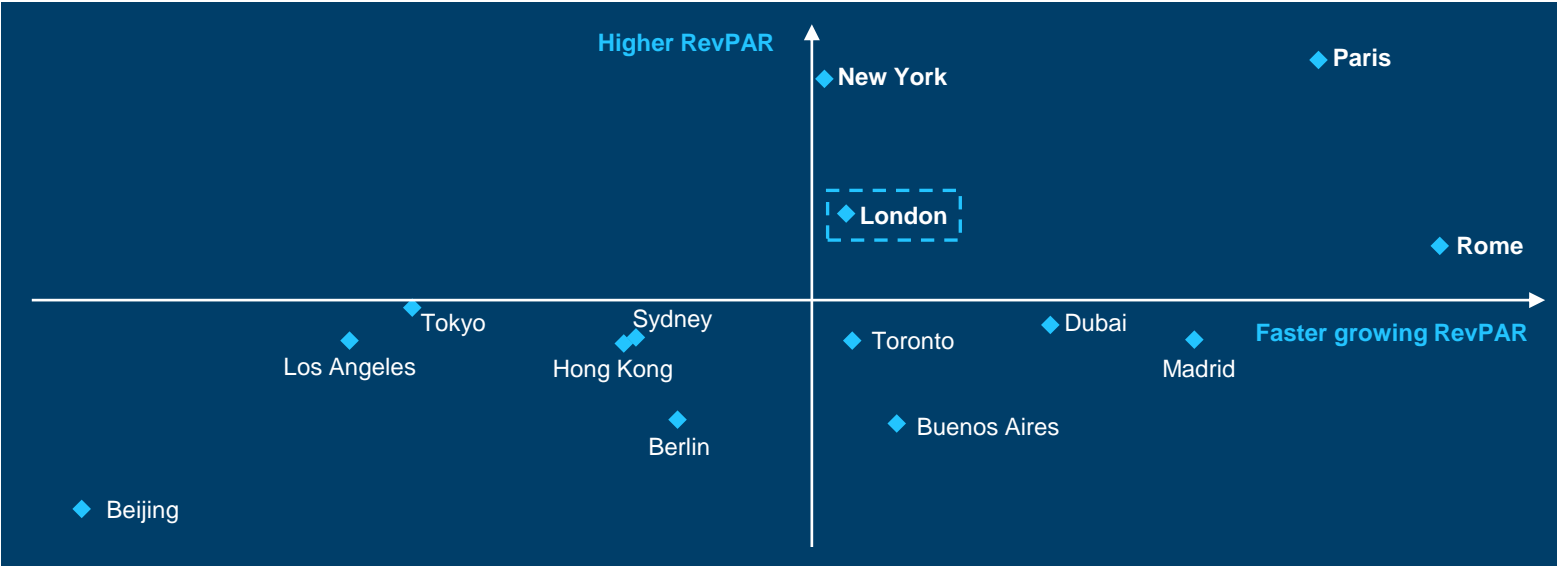 Higher RevPAR
Paris
New York
London
Rome
Sydney
Tokyo
Dubai
Faster growing RevPAR
Toronto
Los Angeles
Hong Kong
Madrid
Buenos Aires
Berlin
Beijing